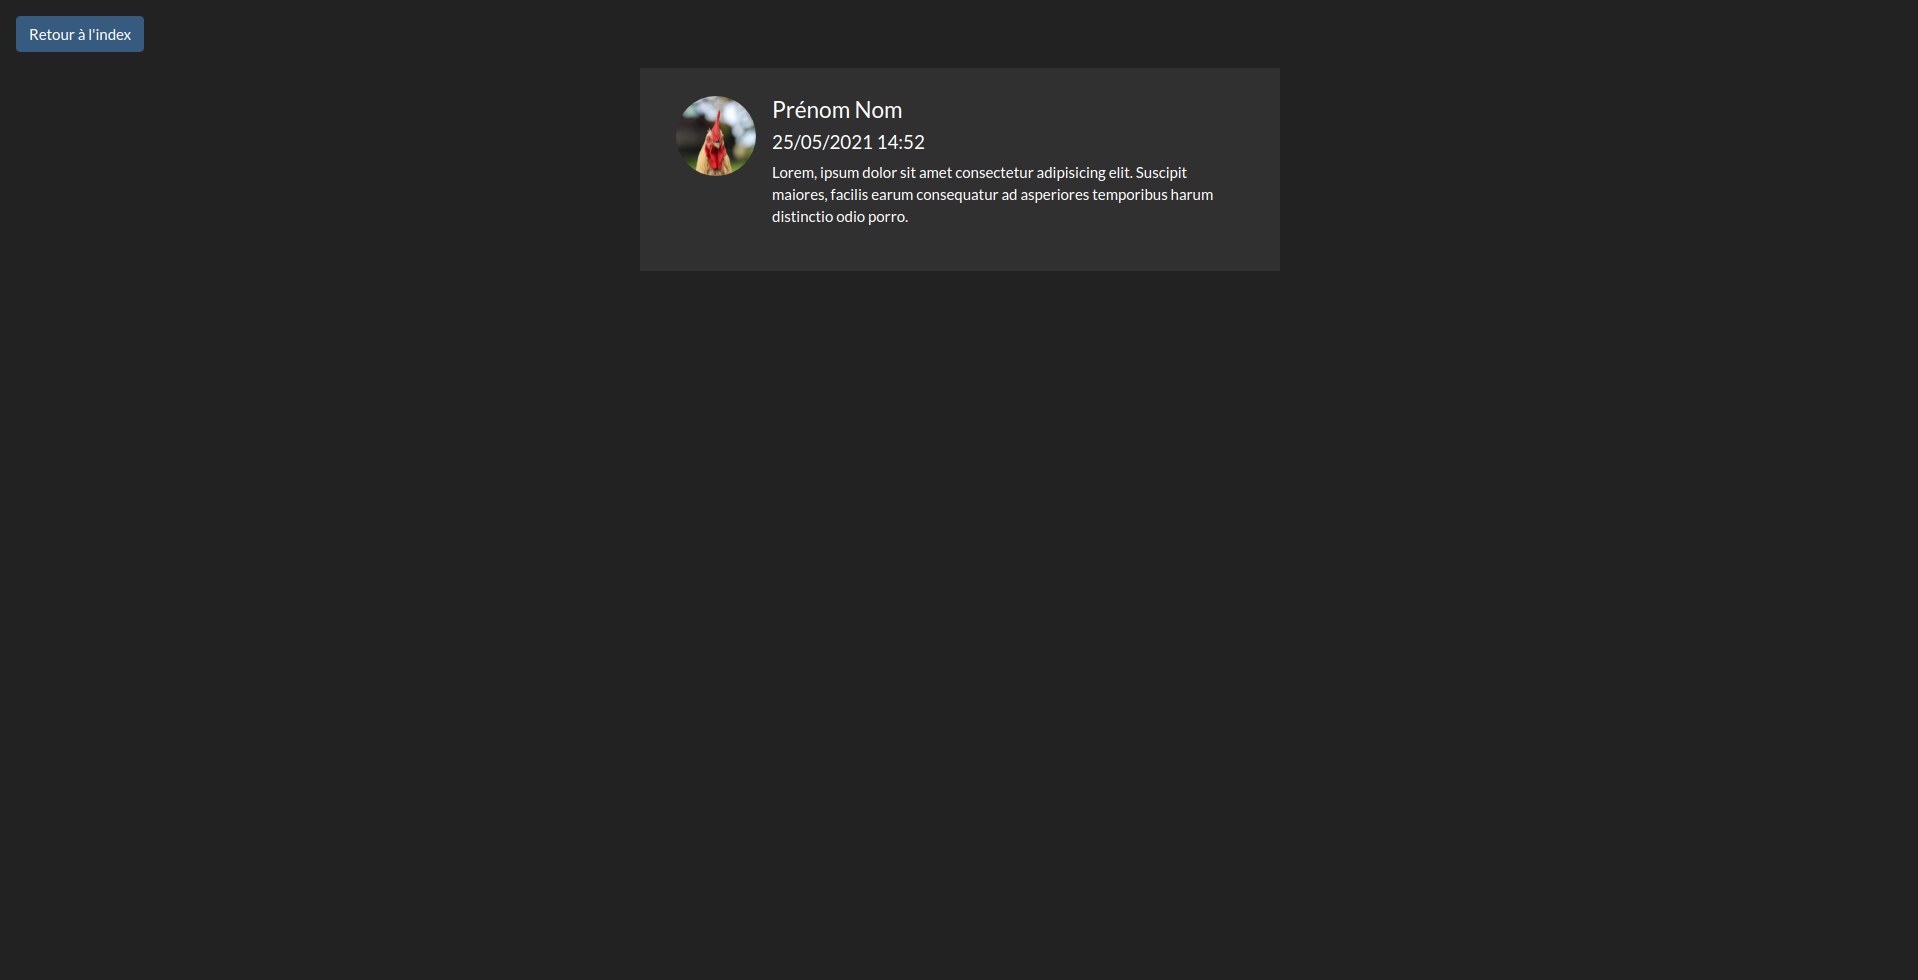 Retour à l'index
Prénom Nom
25/05/2021 14:52
Lorem, ipsum dolor sit amet consectetur adipisicing elit. Suscipit
maiores, facilis earum consequatur ad asperiores temporibus harum
distinctio odio porro.